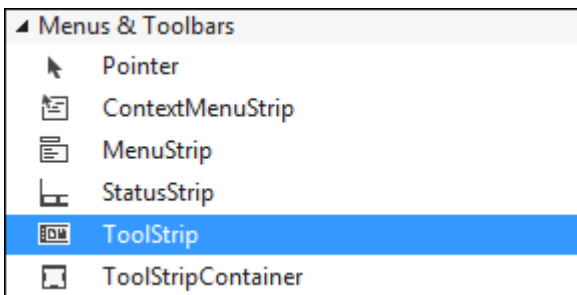 Menus & Toolbars
Pointer
ContextMenuStrip
MenuStrip
StatusStrip
ToolStrip
ToolStripContainer